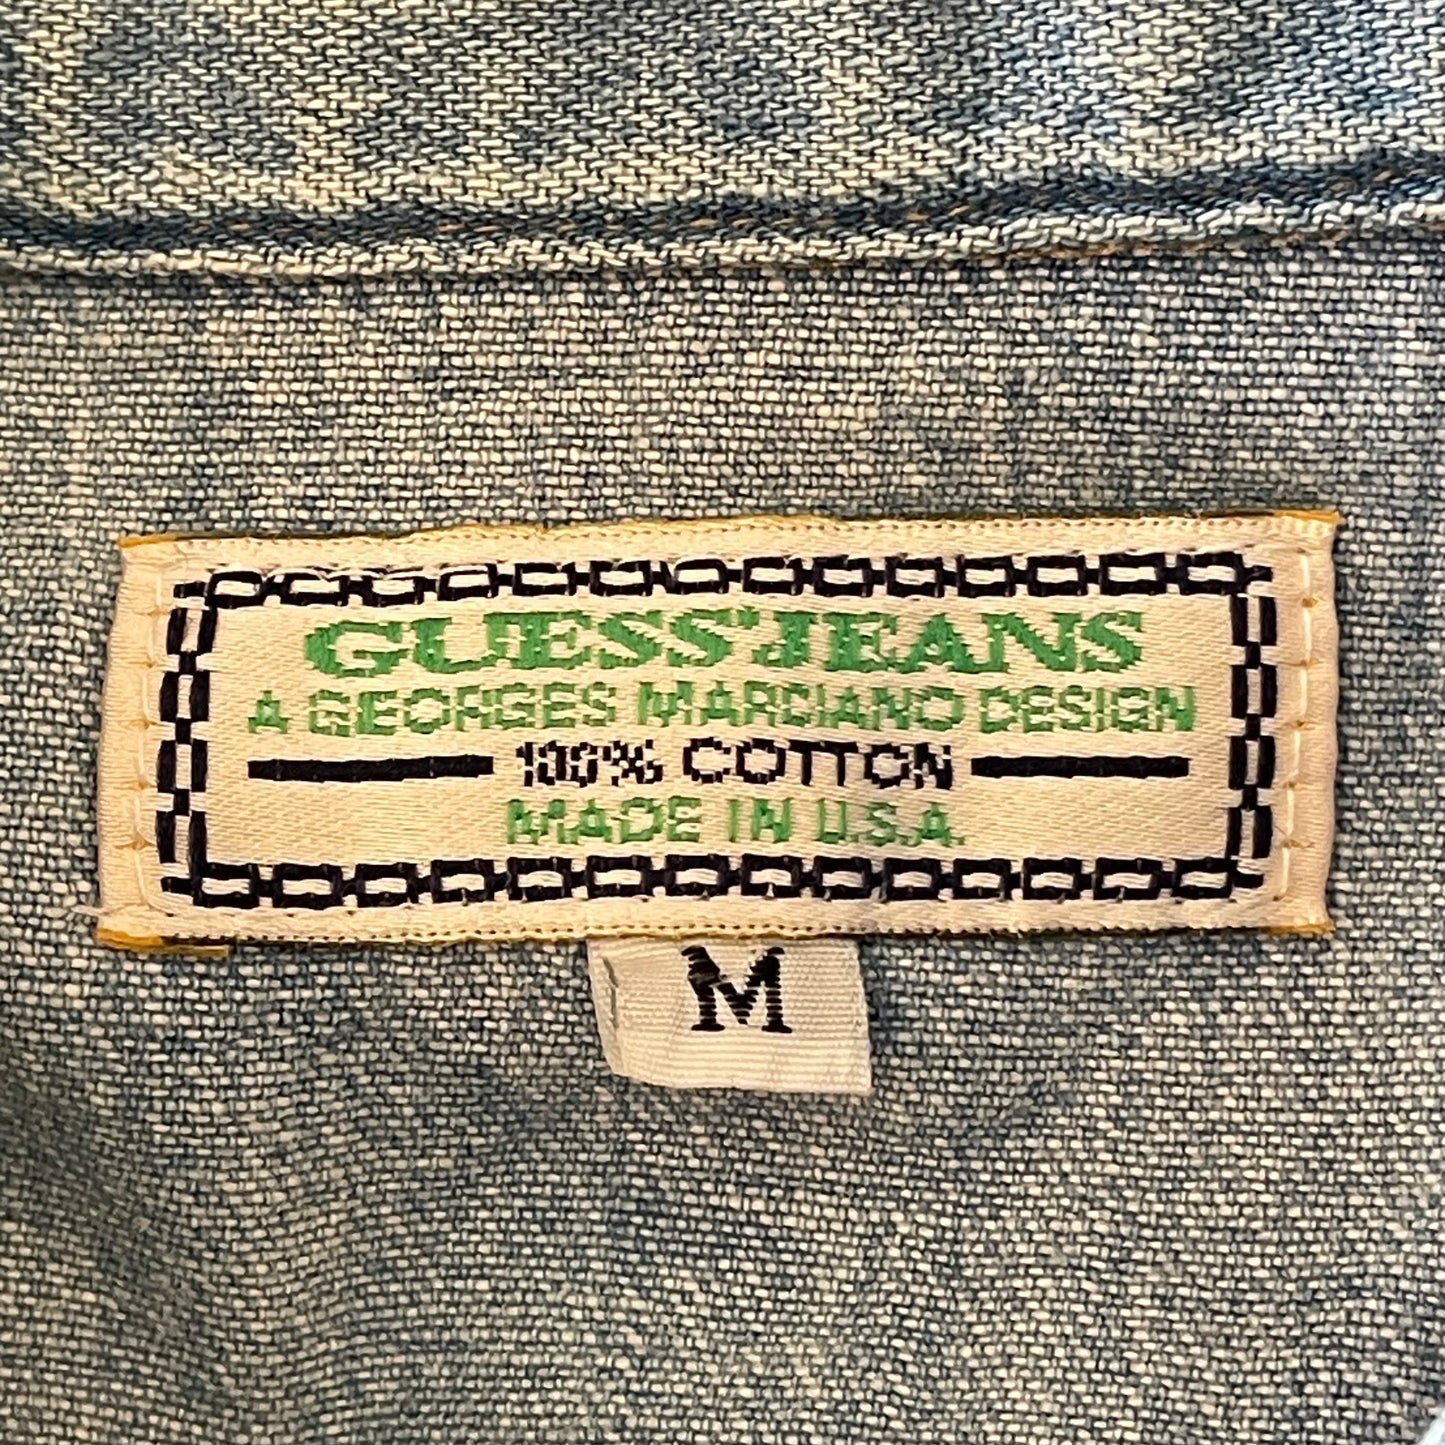 GUESS' JEANS
A GEORGES MARCIANO DESIGN
100% COTTON
MADE IN U.S.A.
M